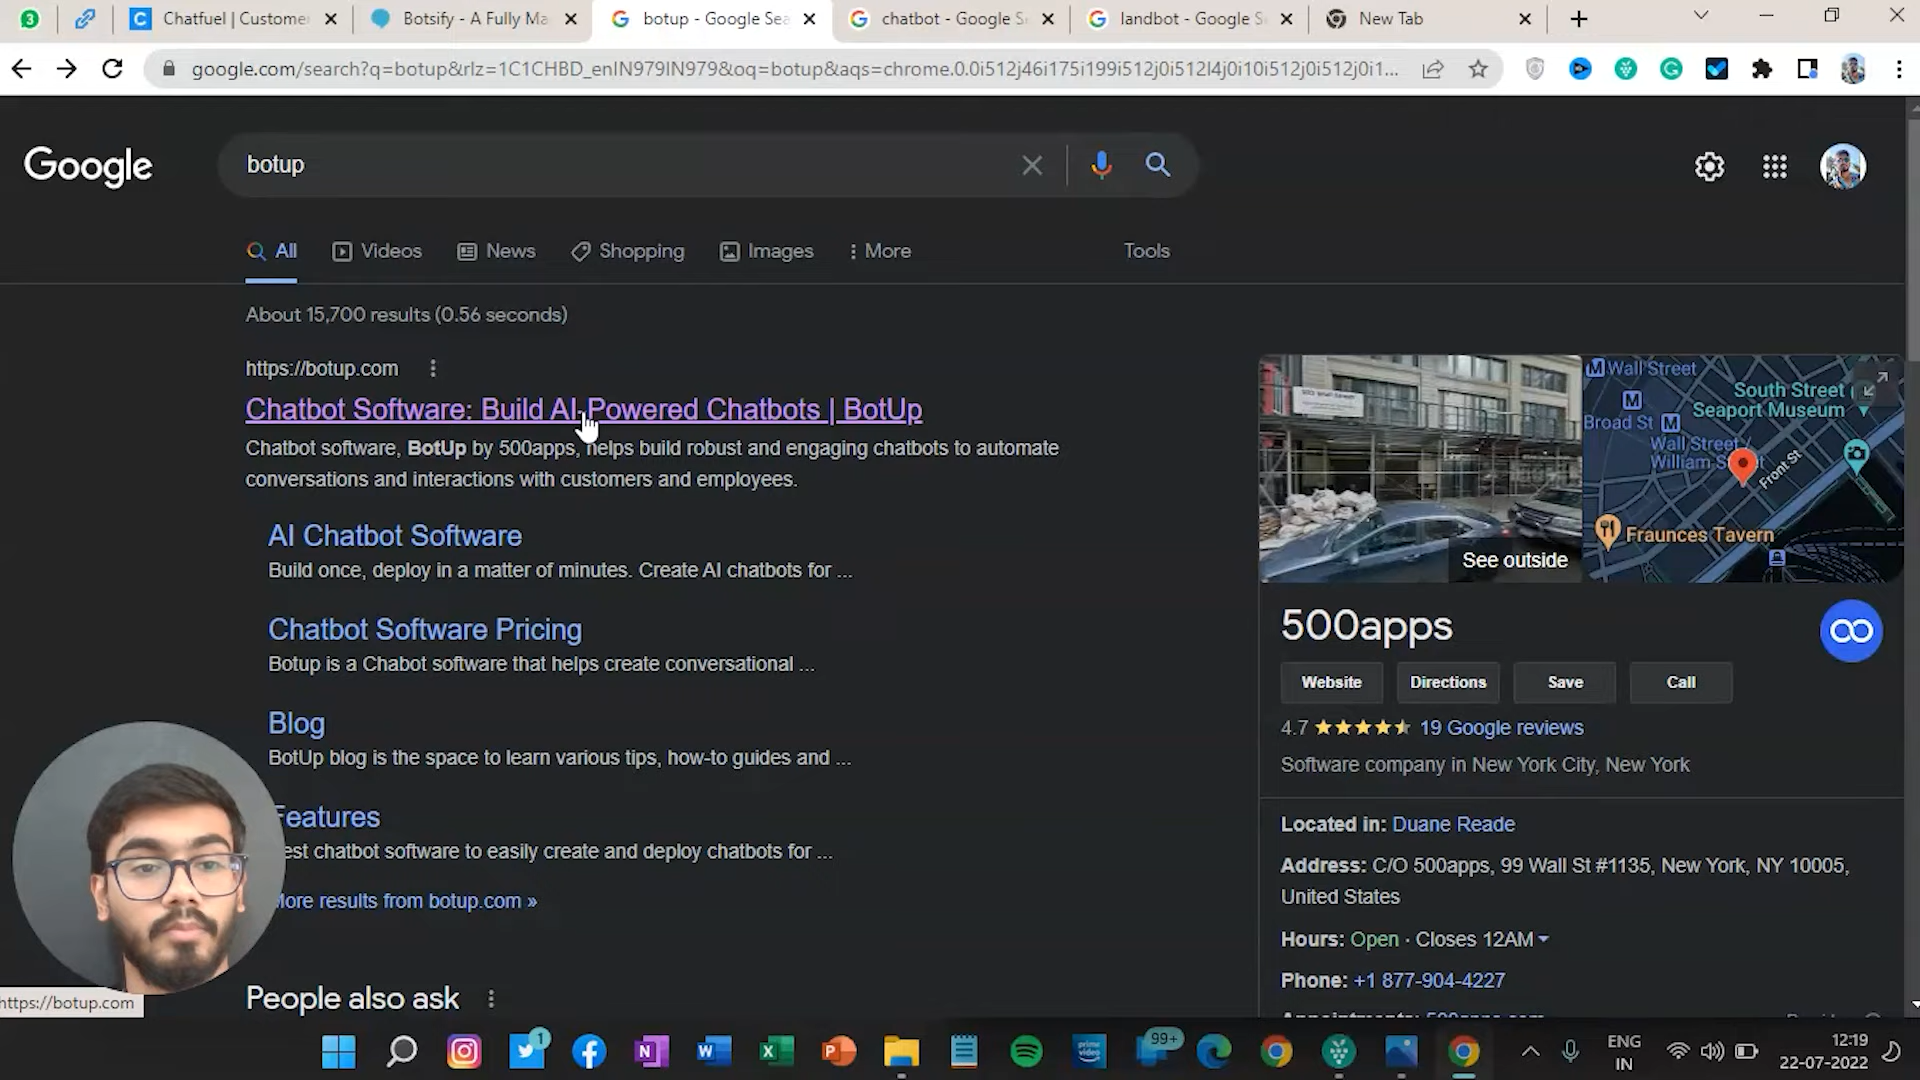 3
Chatfuel | Custome
Botsify - A Fully Ma
botup - Google Sea
chatbot - Google S
landbot - Google S
New Tab
google.com/search?q=botup&rlz=1C1CHBD_enIN979IN979&oq=botup&aqs=chrome.0.0i512j46i175i199i512j0i512l4j0i10i512j0i512j0i1...
Google
botup
All
Videos
News
Shopping
Images
More
Tools
About 15,700 results (0.56 seconds)
https://botup.com
Chatbot Software: Build AI-Powered Chatbots | BotUp
Chatbot software, BotUp by 500apps, helps build robust and engaging chatbots to automate
conversations and interactions with customers and employees.
AI Chatbot Software
Build once, deploy in a matter of minutes. Create AI chatbots for ...
Chatbot Software Pricing
Botup is a Chabot software that helps create conversational ...
Blog
BotUp blog is the space to learn various tips, how-to guides and ...
Features
est chatbot software to easily create and deploy chatbots for ...
More results from botup.com »
People also ask
https://botup.com
See outside
Wall Street
South Street
Seaport Museum
Broad St
Wall Street /
William S
Front St
Fraunces Tavern
500apps
Website
Directions
Save
Call
4.7
19 Google reviews
Software company in New York City, New York
Located in: Duane Reade
Address: C/O 500apps, 99 Wall St #1135, New York, NY 10005,
United States
Hours: Open · Closes 12AM
Phone: +1 877-904-4227
1
99+
prime
video
ENG
IN
12:19
22-07-2022